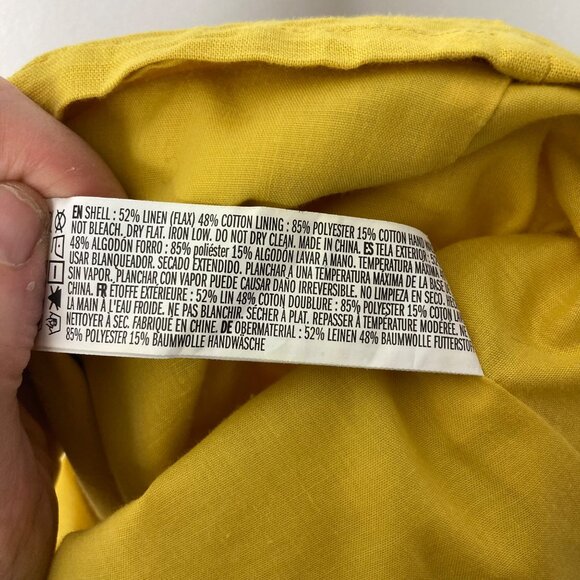 EN SHELL : 52% LINEN (FLAX) 48% COTTON LINING : 85% POLYESTER 15% COTTON HAND
NOT BLEACH. DRY FLAT. IRON LOW. DO NOT DRY CLEAN. MADE IN CHINA. ES TELA EXTERIOR :
48% ALGODÓN FORRO : 85% poliéster 15% ALGODÓN LAVAR A MANO. TEMPERATURA MÁXIMA
USAR BLANQUEADOR. SECADO EXTENDIDO. PLANCHAR A UNA TEMPERATURA MÁXIMA DE LA BASE
SIN VAPOR. PLANCHAR CON VAPOR PUEDE CAUSAR DAÑO IRREVERSIBLE. NO LIMPIEZA EN SECO.
CHINA. FR ÉTOFFE EXTÉRIEURE : 52% LIN 48% COTON DOUBLURE : 85% POLYESTER 15% COTON
LA MAIN À L'EAU FROIDE. NE PAS BLANCHIR. SÉCHER À PLAT. REPASSER À TEMPÉRATURE MODÉRÉE.
NETTOYER À SEC. FABRIQUÉ EN CHINE. DE OBERMATERIAL : 52% LEINEN 48% BAUMWOLLE
85% POLYESTER 15% BAUMWOLLE HANDWÄSCHE